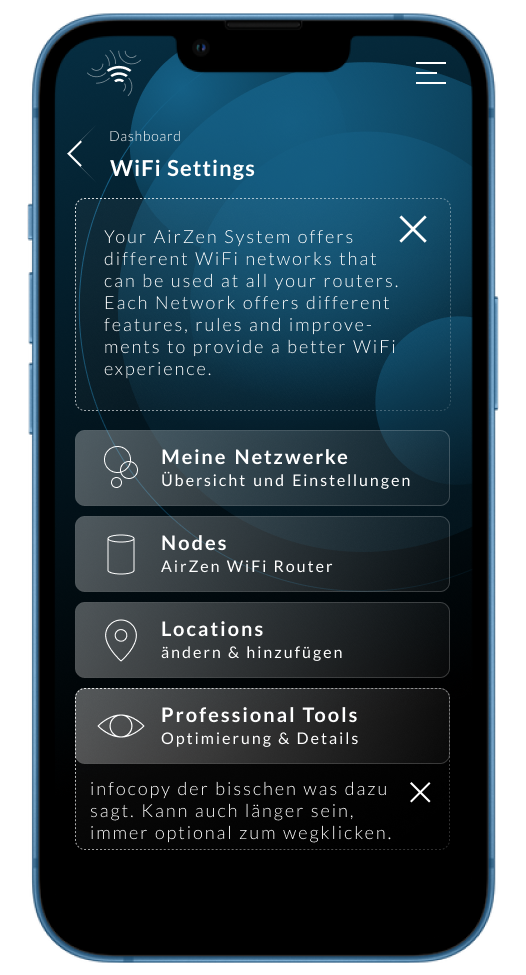 Dashboard
WiFi Settings
Your AirZen System offers
different WiFi networks that
can be used at all your routers.
Each Network offers different
features, rules and improve-
ments to provide a better WiFi
experience.
Meine Netzwerke
Übersicht und Einstellungen
Nodes
AirZen WiFi Router
Locations
ändern & hinzufügen
Professional Tools
Optimierung & Details
infocopy der bisschen was dazu
sagt. Kann auch länger sein,
immer optional zum wegklicken.